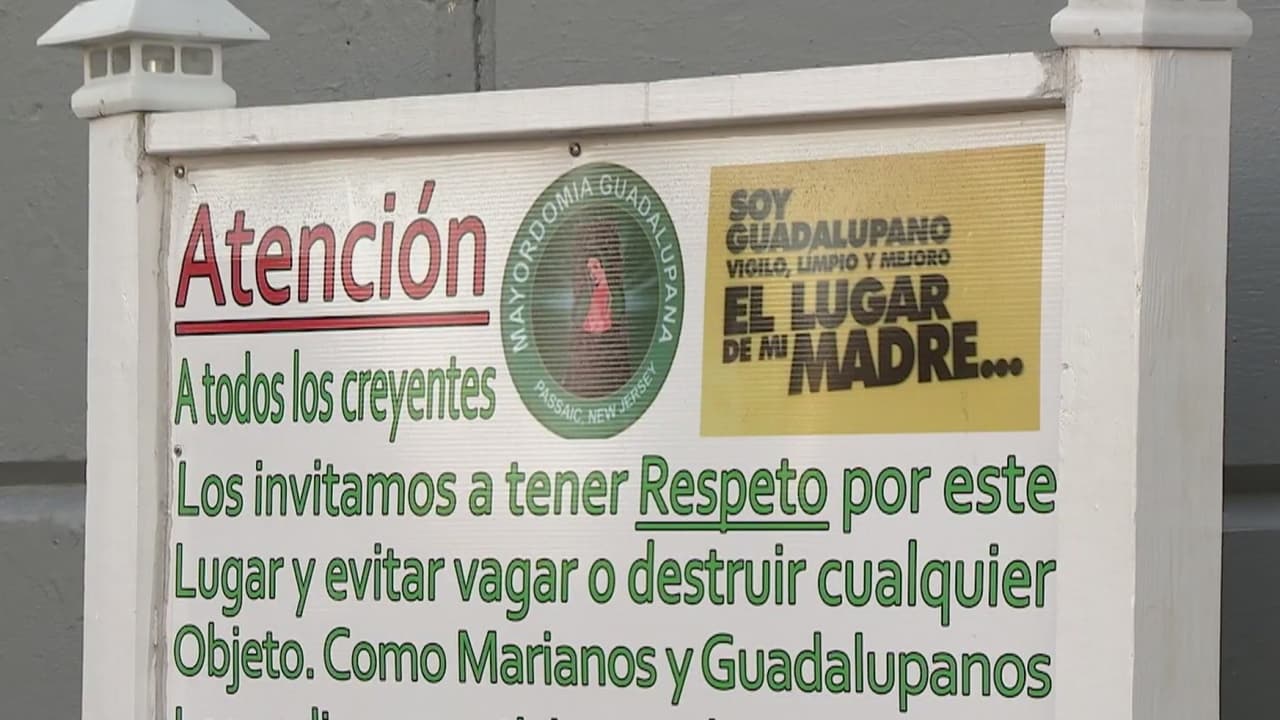 Atención
A todos los creyentes
MAYORDOMIA GUADALUPANA
PASSAIC, NEW JERSEY
SOY
GUADALUPANO
VIGILO, LIMPIO Y MEJORO
EL LUGAR
DE MI MADRE...
Los invitamos a tener Respeto por este
Lugar y evitar vagar o destruir cualquier
Objeto. Como Marianos y Guadalupanos